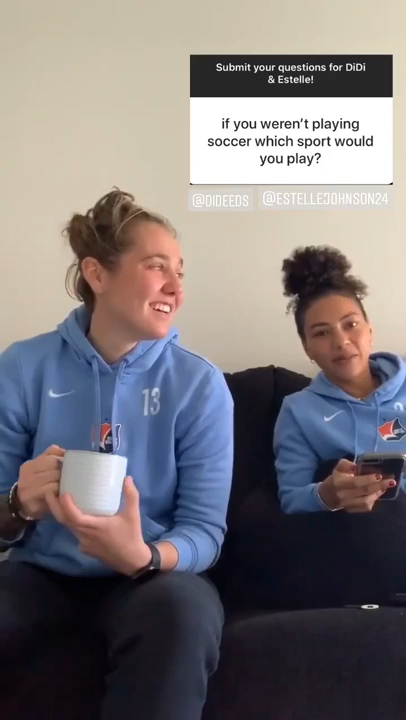 Submit your questions for DiDi
& Estelle!
if you weren't playing
soccer which sport would
you play?
@DIDEEDS @ESTELLEJOHNSON24
13